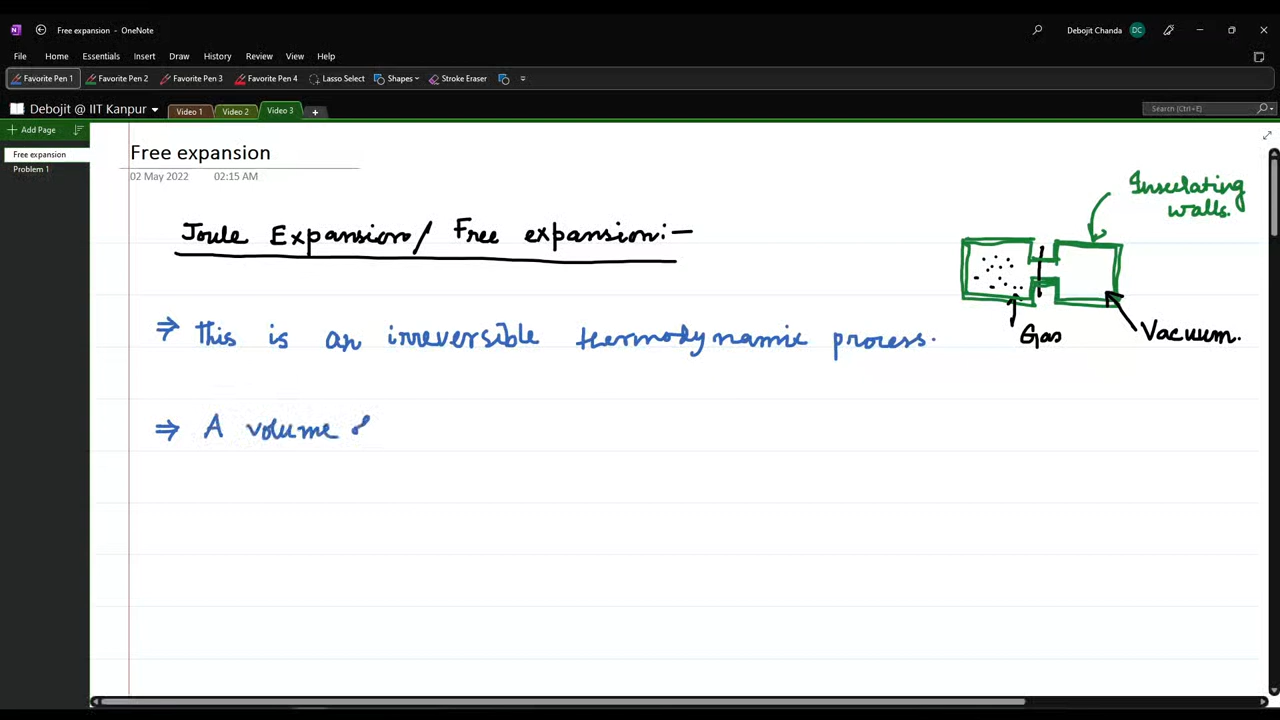 Free expansion - OneNote
Debojit Chanda DC
File Home Essentials Insert Draw History Review View Help
Favorite Pen 1 Favorite Pen 2 Favorite Pen 3 Favorite Pen 4 Lasso Select Shapes Stroke Eraser
Debojit @ IIT Kanpur Video 1 Video 2 Video 3 Search (Ctrl+E)
Add Page
Free expansion
Problem 1
Free expansion
02 May 2022 02:15 AM
Insulating
walls.
Joule Expansion/ Free expansion:-
Gas
Vacuum.
⇒ This is an irreversible thermodynamic process.
⇒ A volume